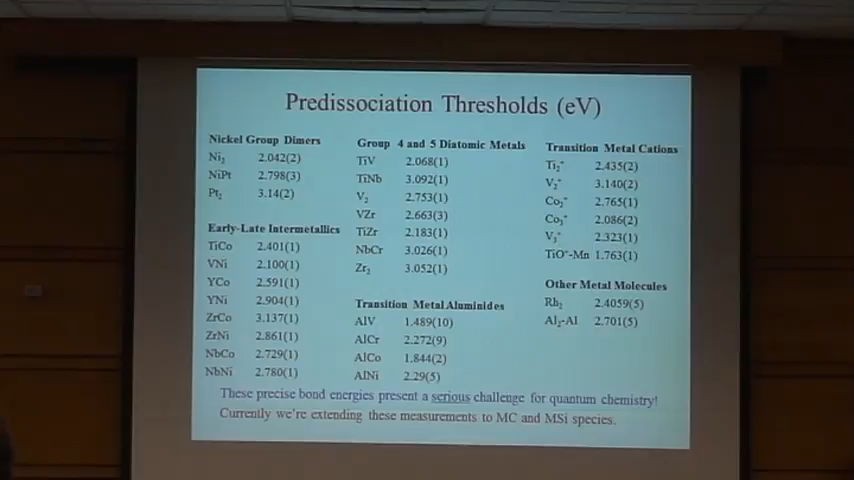 Predissociation Thresholds (eV)
Nickel Group Dimers
Ni₂ 2.042(2)
NiPt 2.798(3)
Pt₂ 3.14(2)
Early-Late Intermetallics
TiCo 2.401(1)
VNi 2.100(1)
YCo 2.591(1)
YNi 2.904(1)
ZrCo 3.137(1)
ZrNi 2.861(1)
NbCo 2.729(1)
NbNi 2.780(1)
Group 4 and 5 Diatomic Metals
TiV 2.068(1)
TiNb 3.092(1)
V₂ 2.753(1)
VZr 2.663(3)
TiZr 2.183(1)
NbCr 3.026(1)
Zr₂ 3.052(1)
Transition Metal Aluminides
AlV 1.489(10)
AlCr 2.272(9)
AlCo 1.844(2)
AlNi 2.29(5)
Transition Metal Cations
Ti₂⁺ 2.435(2)
V₂⁺ 3.140(2)
Co₂⁺ 2.765(1)
Co₃⁺ 2.086(2)
V₃⁺ 2.323(1)
TiO⁺-Mn 1.763(1)
Other Metal Molecules
Rh₂ 2.4059(5)
Al₂-Al 2.701(5)
These precise bond energies present a serious challenge for quantum chemistry!
Currently we're extending these measurements to MC and MSi species.